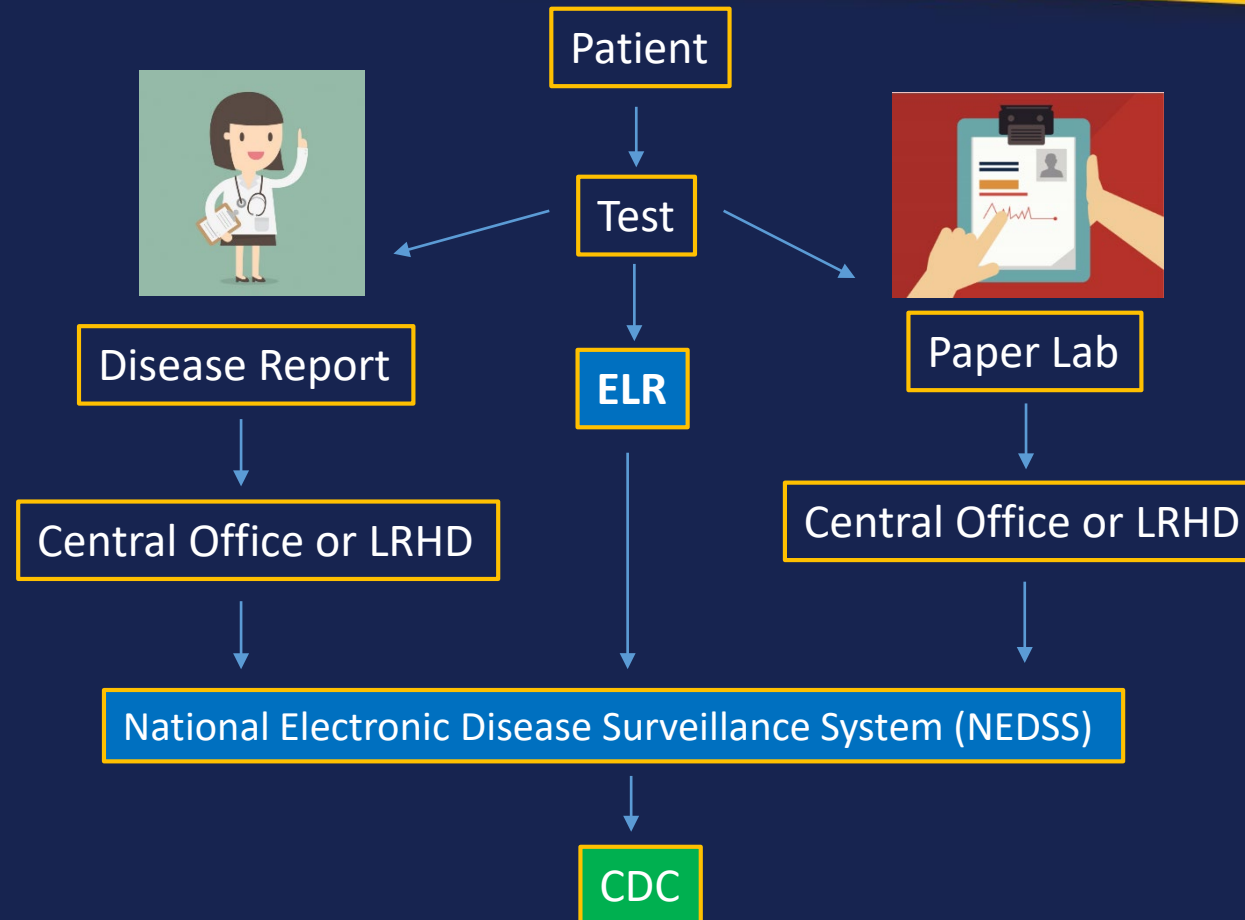 Patient
Test
Disease Report
ELR
Paper Lab
Central Office or LRHD
Central Office or LRHD
National Electronic Disease Surveillance System (NEDSS)
CDC